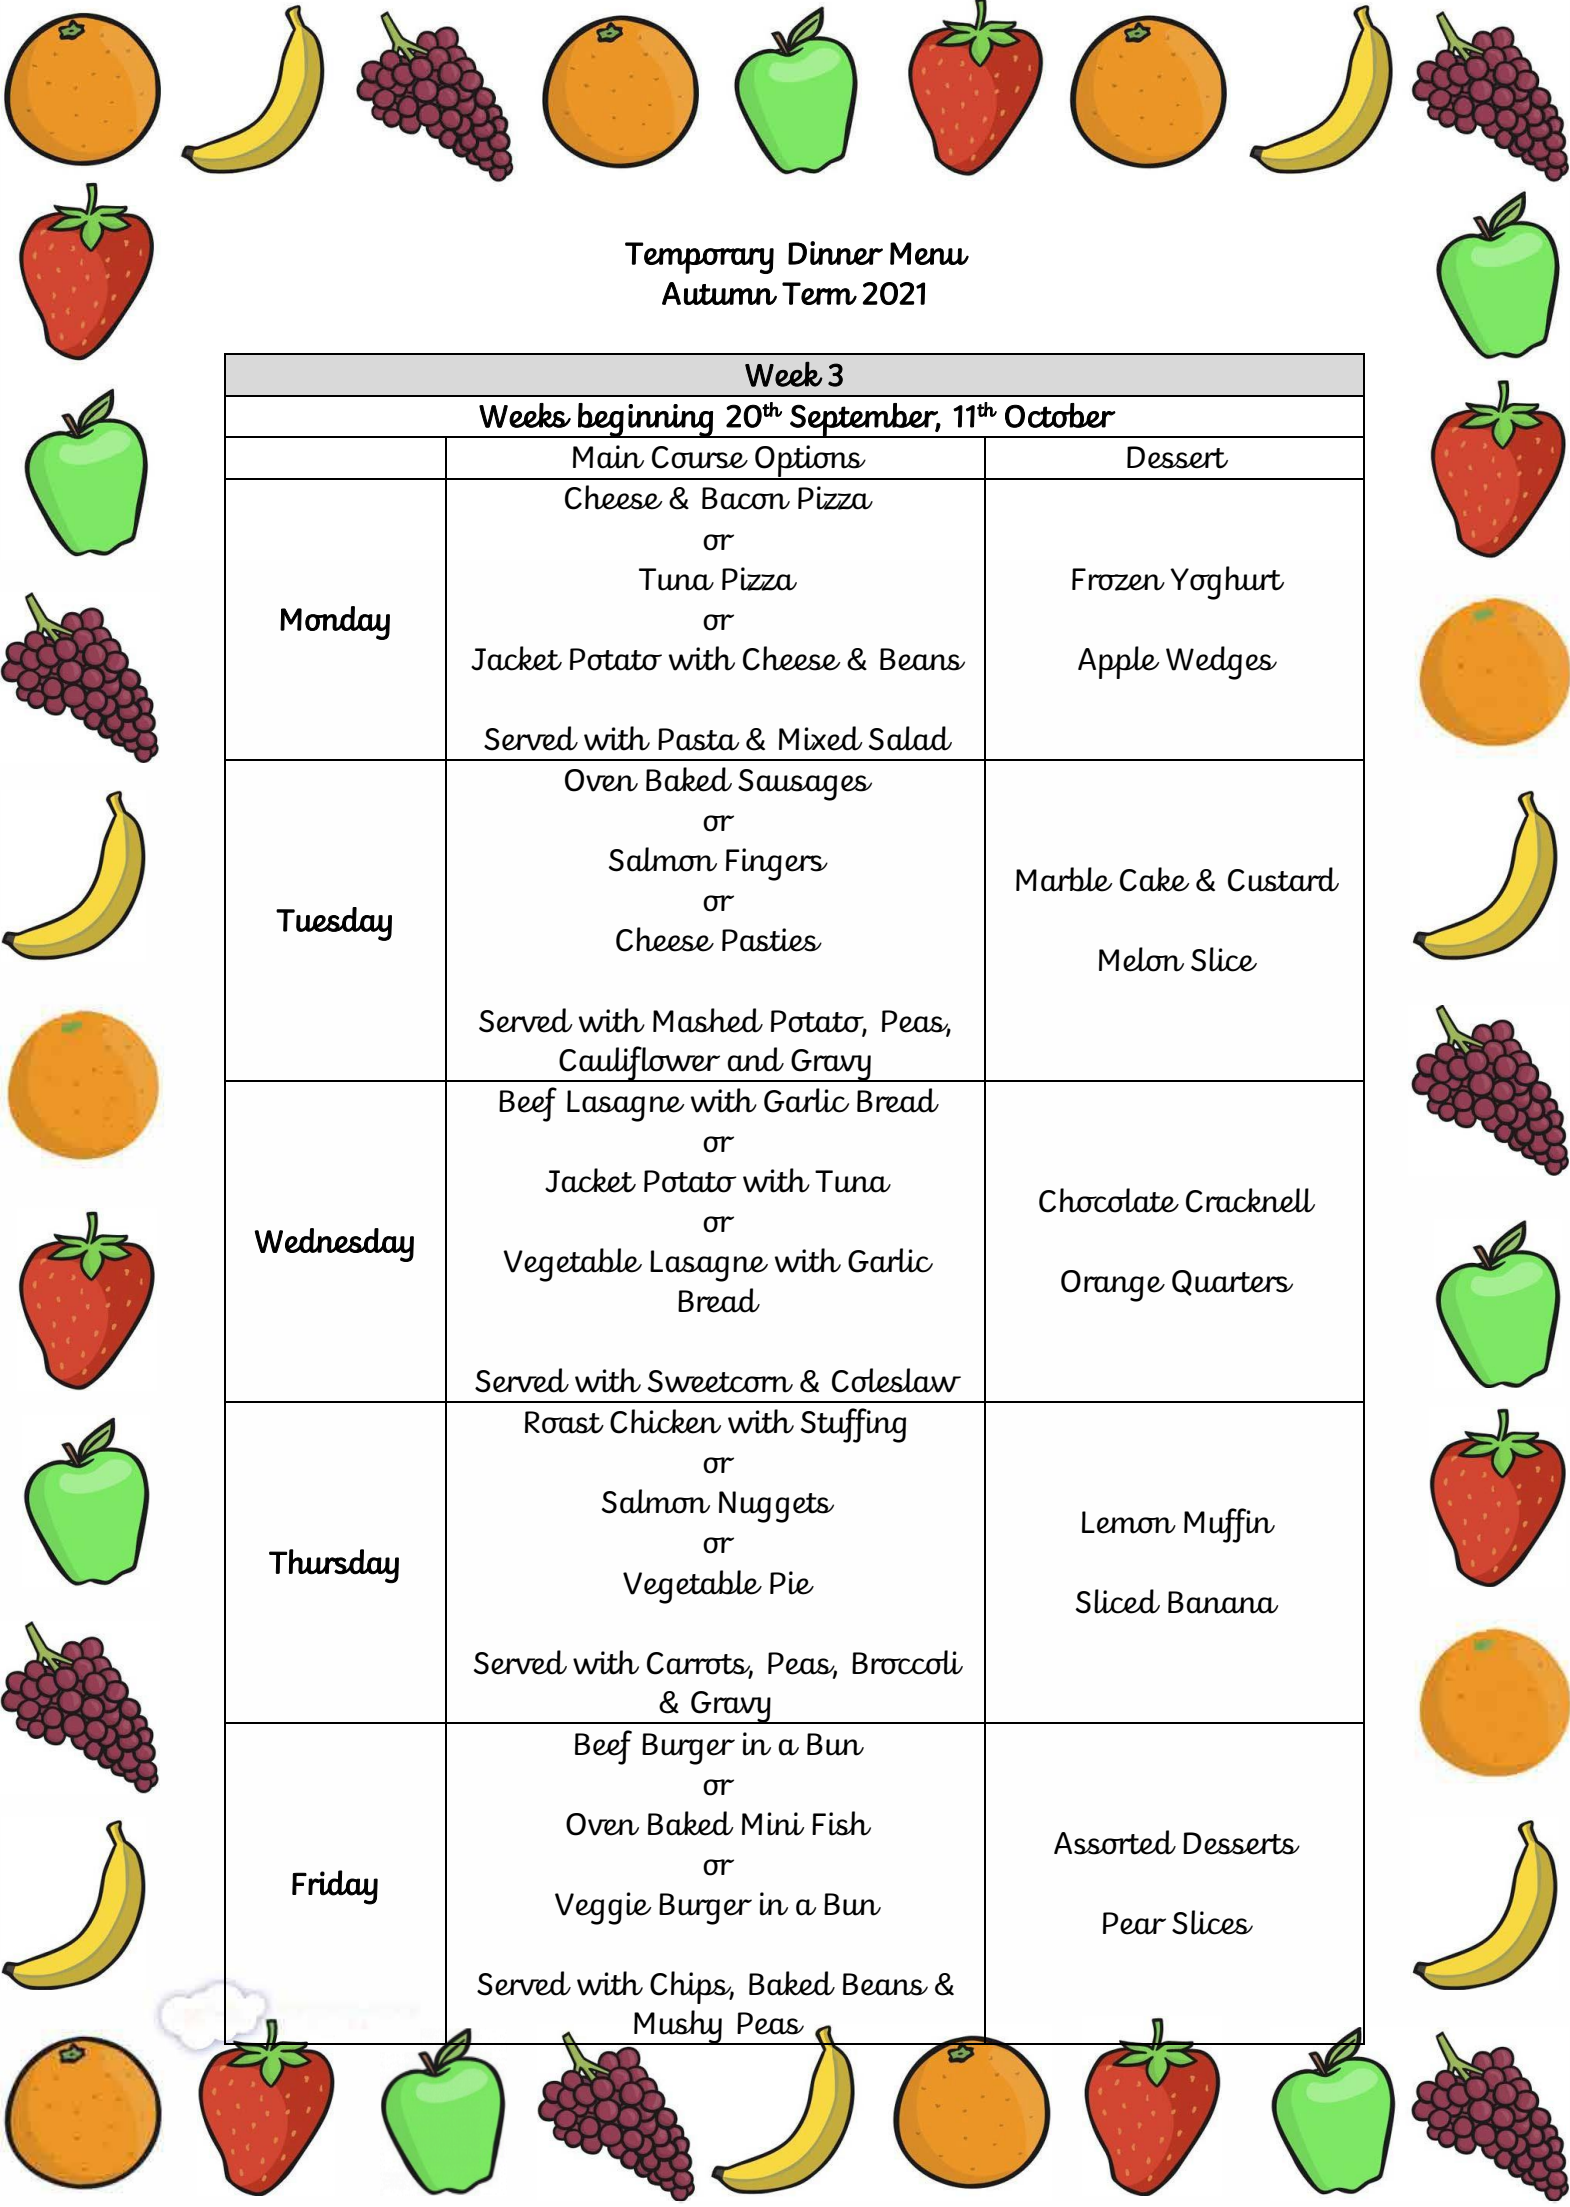 Temporary Dinner Menu
Autumn Term 2021
Week 3
Weeks beginning 20th September, 11th October
Main Course Options
Dessert
Monday
Cheese & Bacon Pizza
or
Tuna Pizza
or
Jacket Potato with Cheese & Beans
Served with Pasta & Mixed Salad
Frozen Yoghurt
Apple Wedges
Tuesday
Oven Baked Sausages
or
Salmon Fingers
or
Cheese Pasties
Served with Mashed Potato, Peas,
Cauliflower and Gravy
Marble Cake & Custard
Melon Slice
Wednesday
Beef Lasagne with Garlic Bread
or
Jacket Potato with Tuna
or
Vegetable Lasagne with Garlic
Bread
Served with Sweetcorn & Coleslaw
Chocolate Cracknell
Orange Quarters
Thursday
Roast Chicken with Stuffing
or
Salmon Nuggets
or
Vegetable Pie
Served with Carrots, Peas, Broccoli
& Gravy
Lemon Muffin
Sliced Banana
Friday
Beef Burger in a Bun
or
Oven Baked Mini Fish
or
Veggie Burger in a Bun
Served with Chips, Baked Beans &
Mushy Peas
Assorted Desserts
Pear Slices